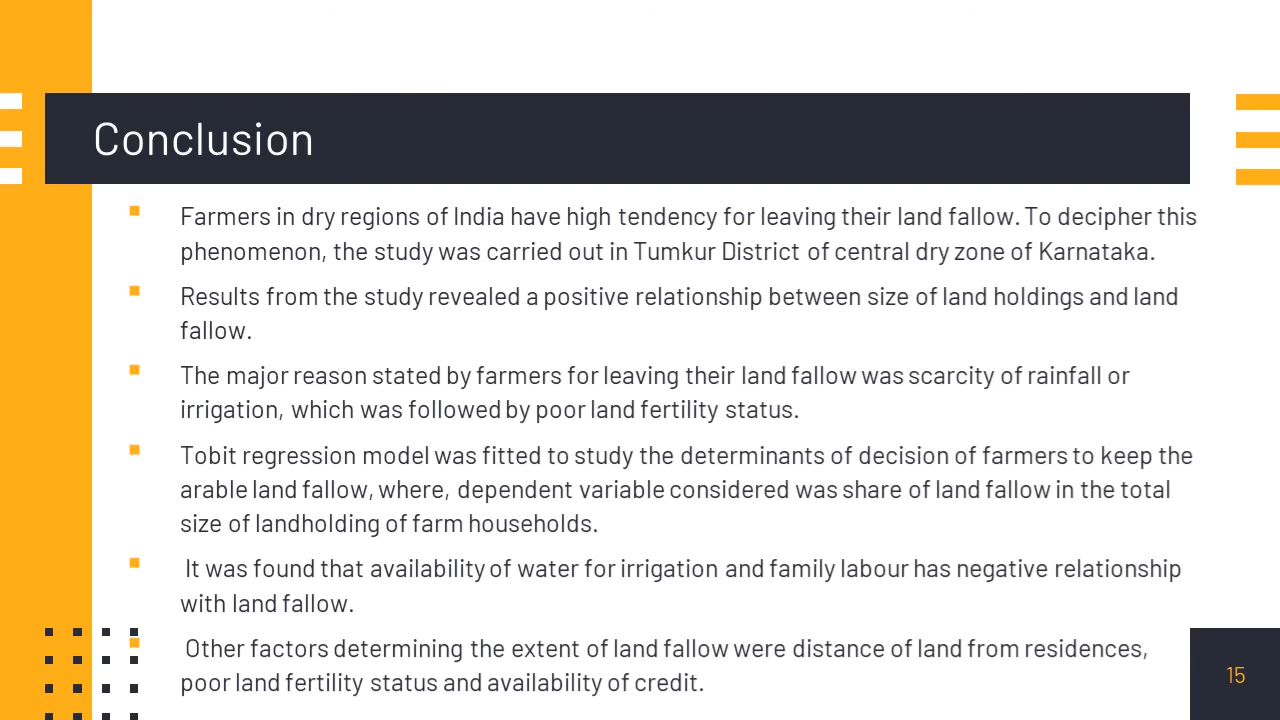 Conclusion
Farmers in dry regions of India have high tendency for leaving their land fallow. To decipher this
phenomenon, the study was carried out in Tumkur District of central dry zone of Karnataka.
Results from the study revealed a positive relationship between size of land holdings and land
fallow.
The major reason stated by farmers for leaving their land fallow was scarcity of rainfall or
irrigation, which was followed by poor land fertility status.
Tobit regression model was fitted to study the determinants of decision of farmers to keep the
arable land fallow, where, dependent variable considered was share of land fallow in the total
size of landholding of farm households.
It was found that availability of water for irrigation and family labour has negative relationship
with land fallow.
Other factors determining the extent of land fallow were distance of land from residences,
poor land fertility status and availability of credit.
15